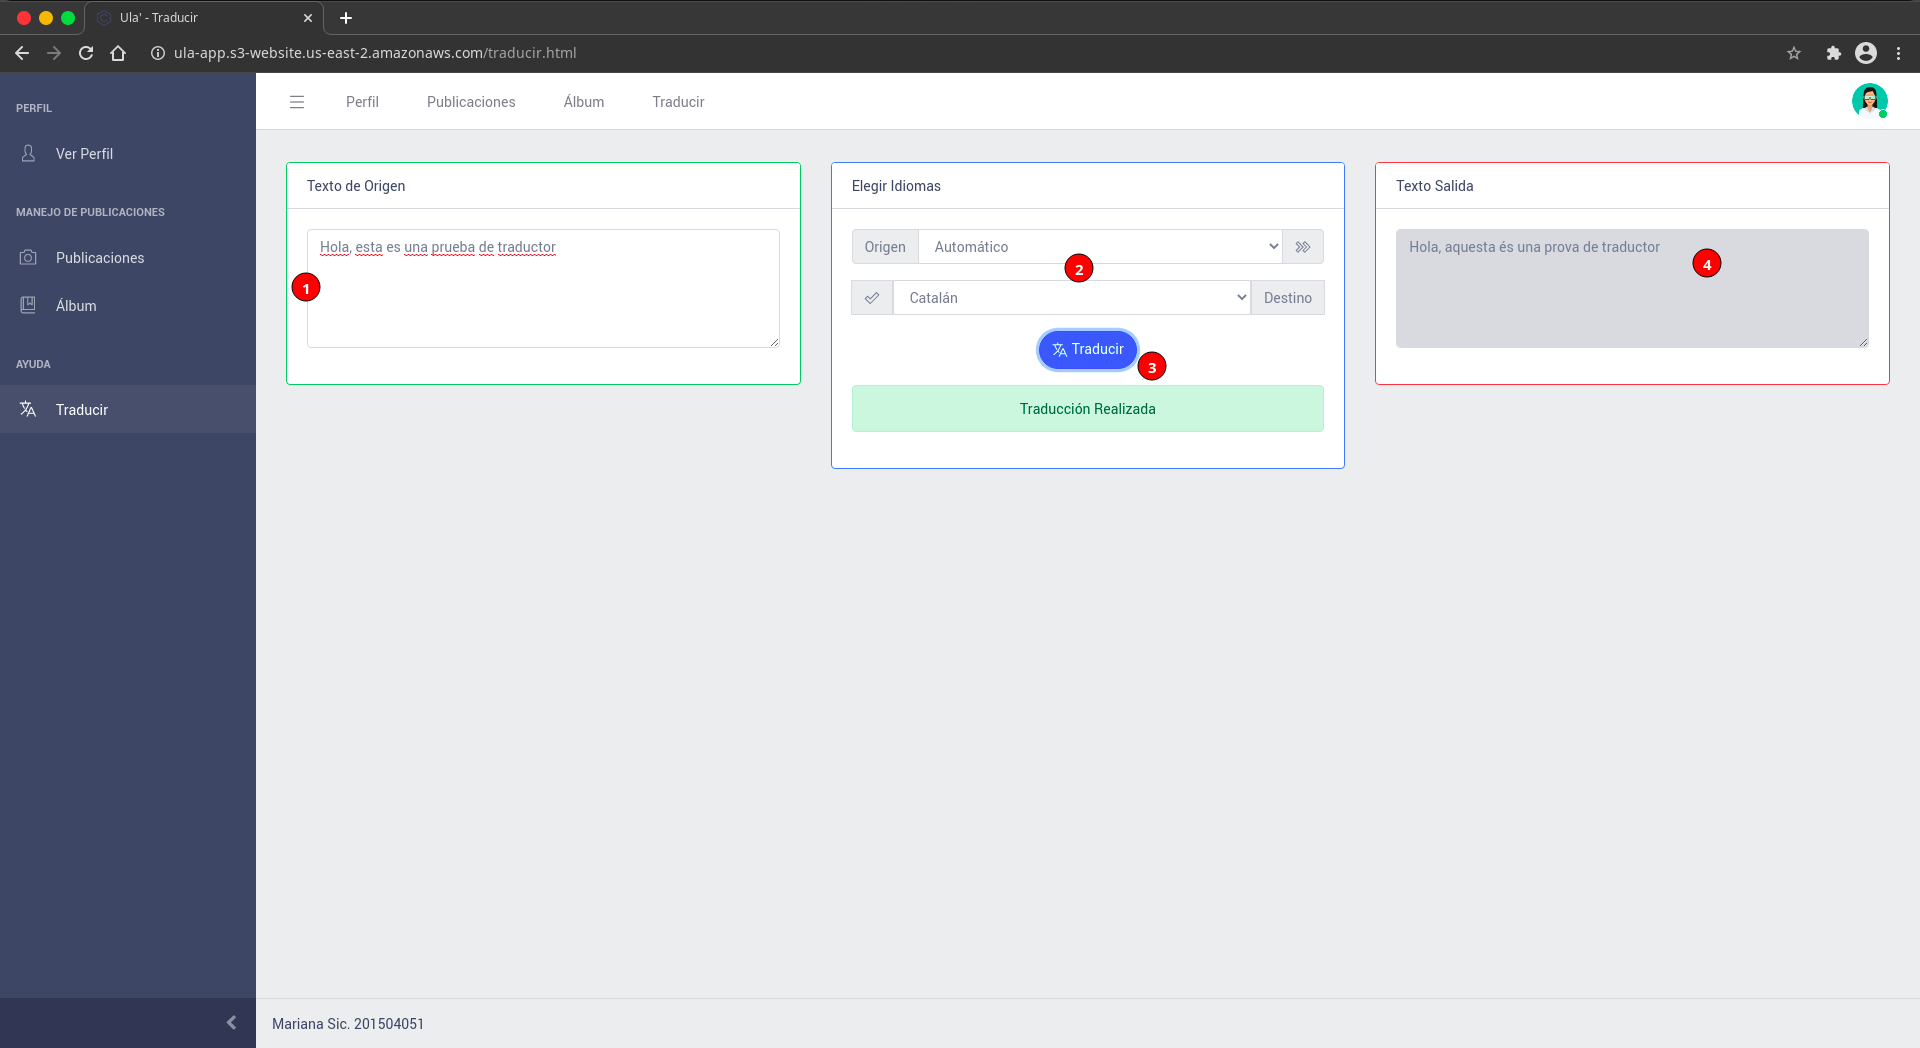 Ula' - Traducir
ula-app.s3-website.us-east-2.amazonaws.com/traducir.html
PERFIL
Ver Perfil
MANEJO DE PUBLICACIONES
Publicaciones
Álbum
AYUDA
Traducir
Perfil Publicaciones Álbum Traducir
Texto de Origen
Hola, esta es una prueba de traductor
1
Elegir Idiomas
Origen Automático
2
Catalán Destino
Traducir
3
Traducción Realizada
Texto Salida
Hola, aquesta és una prova de traductor
4
Mariana Sic. 201504051